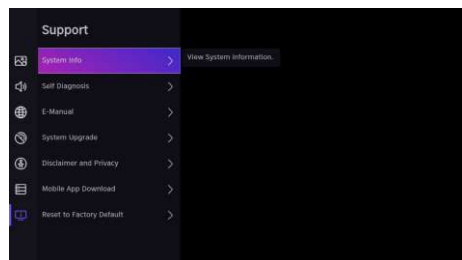 Support
System Info
View System information.
Self Diagnosis
E-Manual
System Upgrade
Disclaimer and Privacy
Mobile App Download
Reset to Factory Default